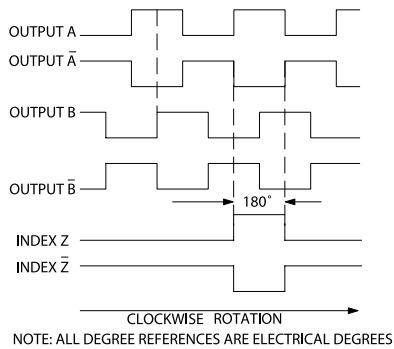 OUTPUT A
OUTPUT A̅
OUTPUT B
OUTPUT B̅
180°
INDEX Z
INDEX Z̅
CLOCKWISE ROTATION
NOTE: ALL DEGREE REFERENCES ARE ELECTRICAL DEGREES